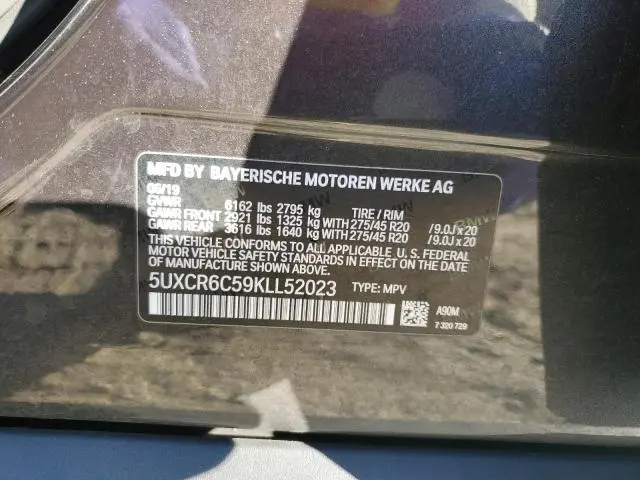 MFD BY BAYERISCHE MOTOREN WERKE AG
06/19
GVWR 6162 lbs 2795 kg TIRE / RIM
GAWR FRONT 2921 lbs 1325 kg WITH 275/45 R20 /9.0J x 20
GAWR REAR 3616 lbs 1640 kg WITH 275/45 R20 /9.0J x 20
THIS VEHICLE CONFORMS TO ALL APPLICABLE U. S. FEDERAL
MOTOR VEHICLE SAFETY STANDARDS IN EFFECT ON THE DATE
OF MANUFACTURE SHOWN ABOVE.
5UXCR6C59KLL52023 TYPE: MPV
A90M
7 320 729